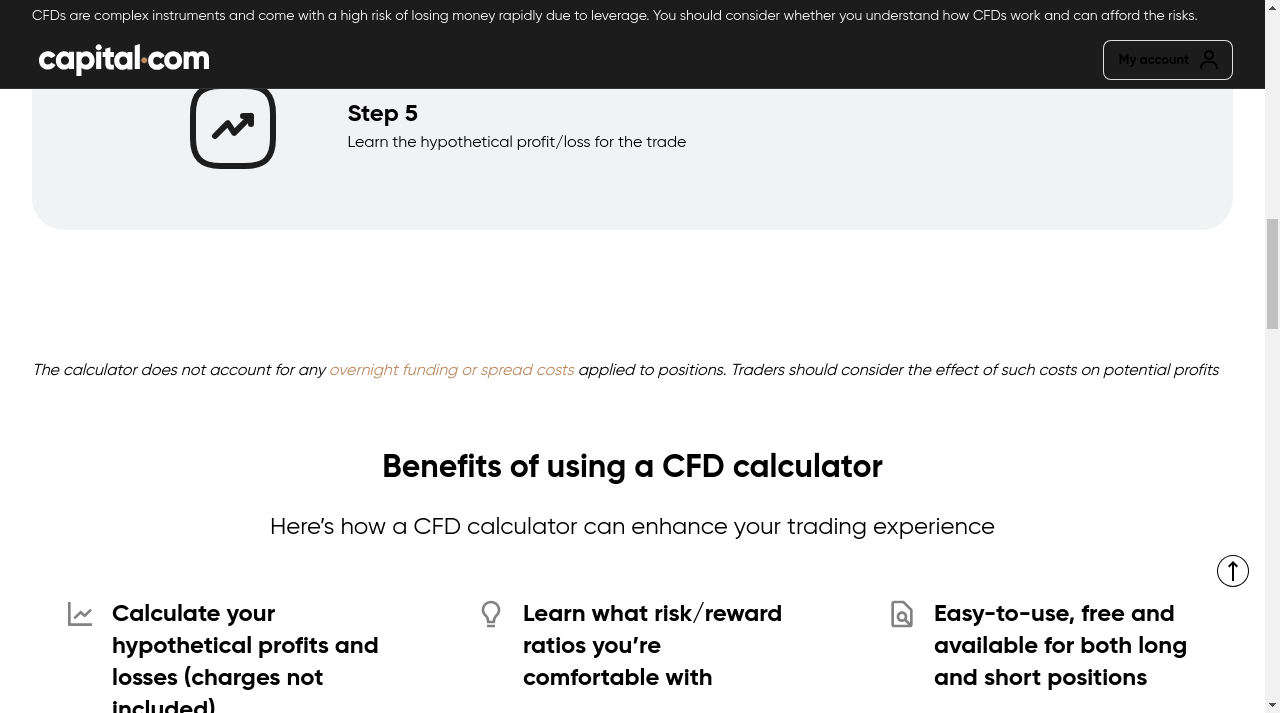 CFDs are complex instruments and come with a high risk of losing money rapidly due to leverage. You should consider whether you understand how CFDs work and can afford the risks.
capital.com
My account
Step 5
Learn the hypothetical profit/loss for the trade
The calculator does not account for any overnight funding or spread costs applied to positions. Traders should consider the effect of such costs on potential profits
Benefits of using a CFD calculator
Here’s how a CFD calculator can enhance your trading experience
Calculate your
hypothetical profits and
losses (charges not
included)
Learn what risk/reward
ratios you’re
comfortable with
Easy-to-use, free and
available for both long
and short positions